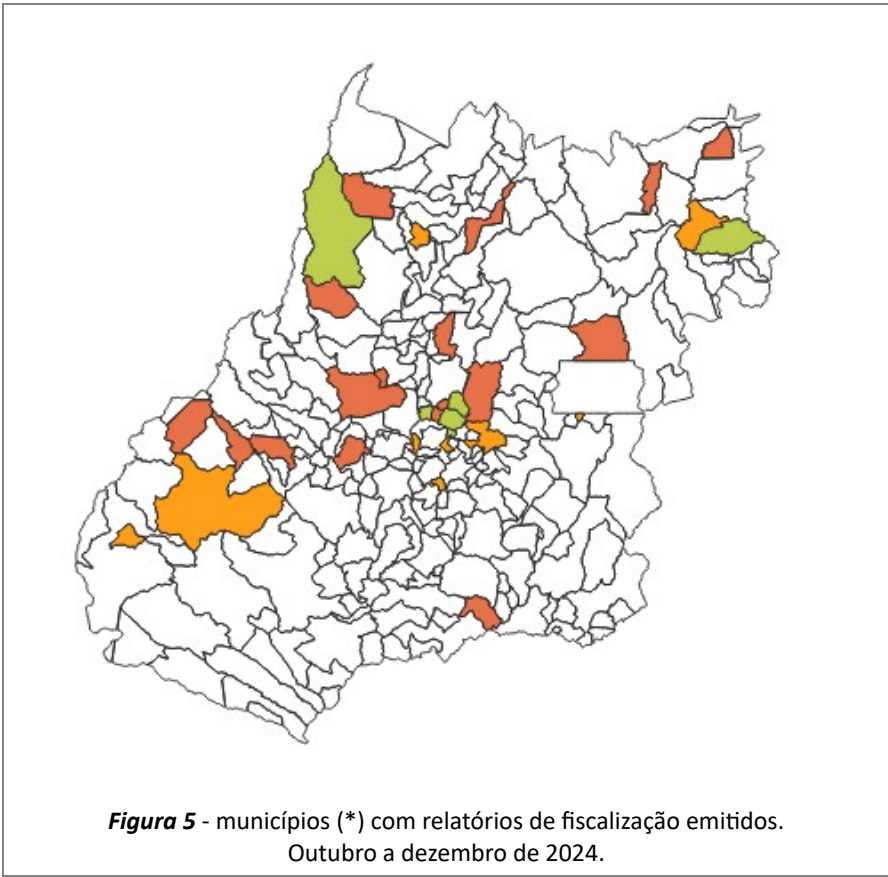 Figura 5 - municípios (*) com relatórios de fiscalização emitidos.
Outubro a dezembro de 2024.